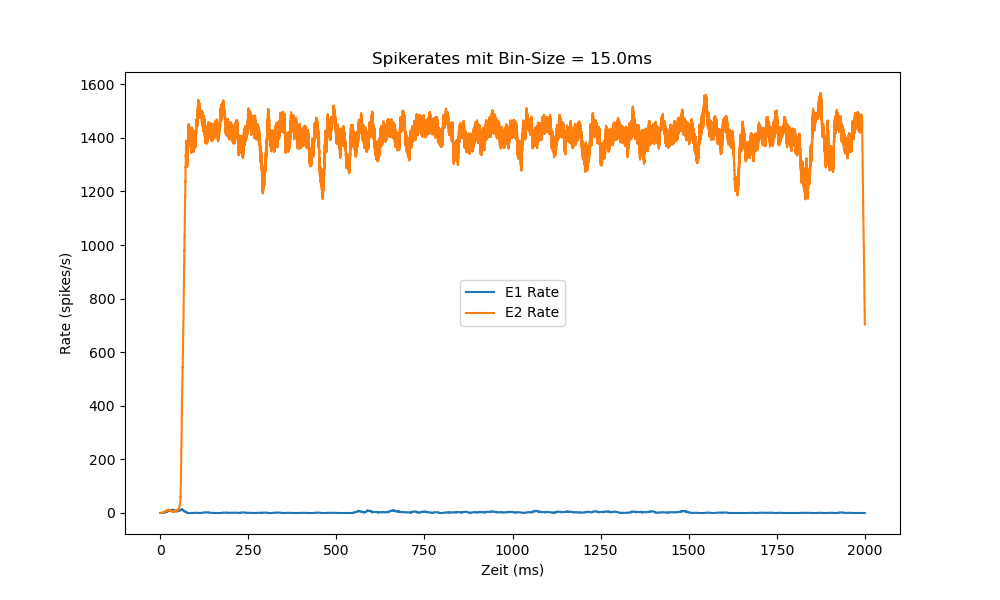 Spikerates mit Bin-Size = 15.0ms
1600
1400
1200
1000
800
600
400
200
0
Rate (spikes/s)
E1 Rate
E2 Rate
0 250 500 750 1000 1250 1500 1750 2000
Zeit (ms)